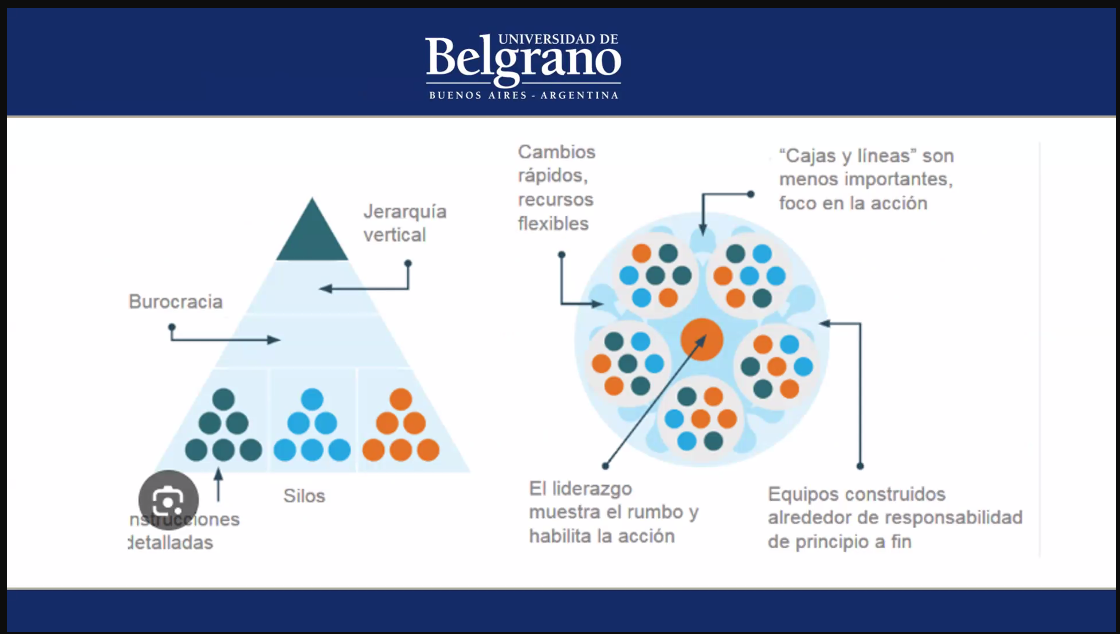 UNIVERSIDAD DE
Belgrano
BUENOS AIRES - ARGENTINA
Jerarquía
vertical
Burocracia
Silos
detalladas
Cambios
rápidos,
recursos
flexibles
“Cajas y líneas” son
menos importantes,
foco en la acción
El liderazgo
muestra el rumbo y
habilita la acción
Equipos construidos
alrededor de responsabilidad
de principio a fin